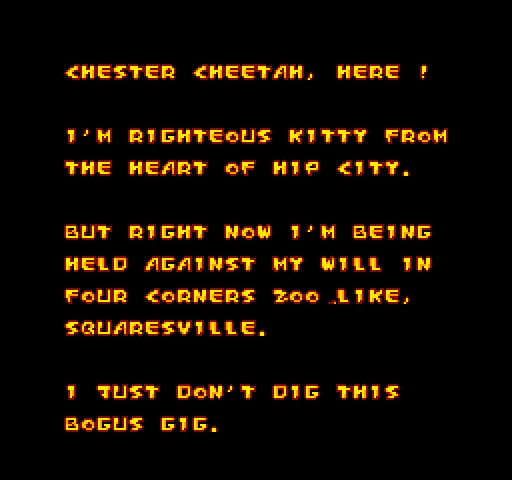 CHESTER CHEETAH, HERE !
I'M RIGHTEOUS KITTY FROM
THE HEART OF HIP CITY.
BUT RIGHT NOW I'M BEING
HELD AGAINST MY WILL IN
FOUR CORNERS ZOO .LIKE,
SQUARESVILLE.
I JUST DON'T DIG THIS
BOGUS GIG.